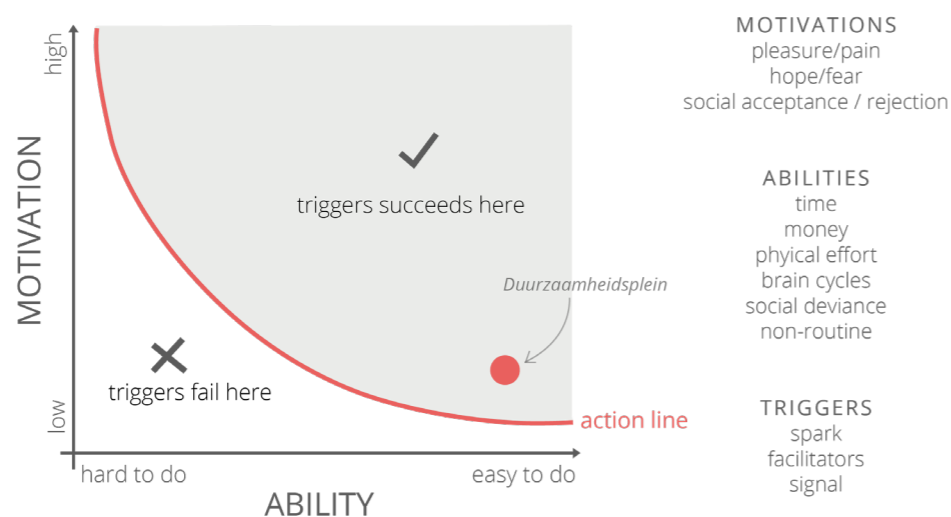 high
MOTIVATION
low
triggers succeeds here
Duurzaamheidsplein
triggers fail here
action line
hard to do
easy to do
ABILITY
MOTIVATIONS
pleasure/pain
hope/fear
social acceptance / rejection
ABILITIES
time
money
phyical effort
brain cycles
social deviance
non-routine
TRIGGERS
spark
facilitators
signal